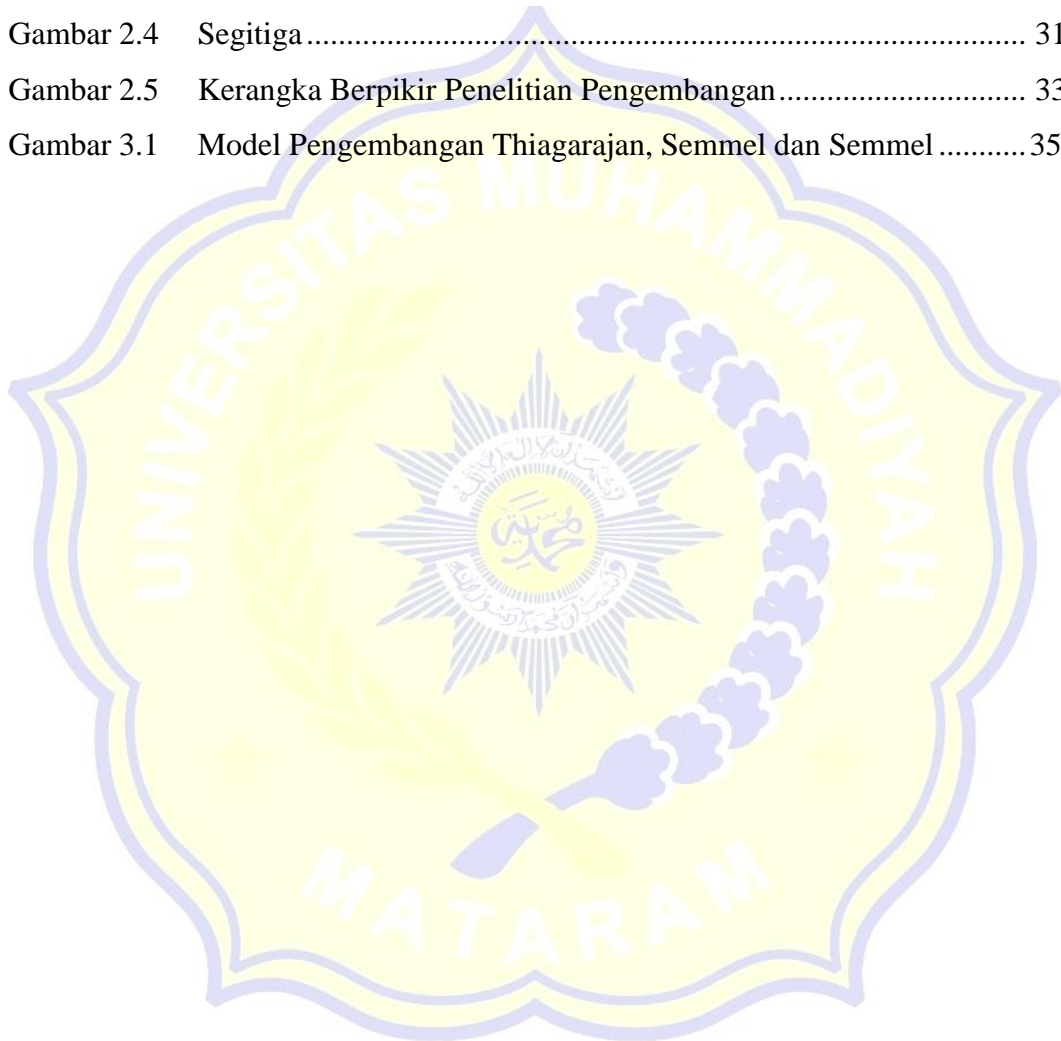 Gambar 2.4 Segitiga ........................................................................... 31
Gambar 2.5 Kerangka Berpikir Penelitian Pengembangan .......................... 33
Gambar 3.1 Model Pengembangan Thiagarajan, Semmel dan Semmel ........... 35
UNIVERSITAS MUHAMMADIYAH
محمدية
MATARAM